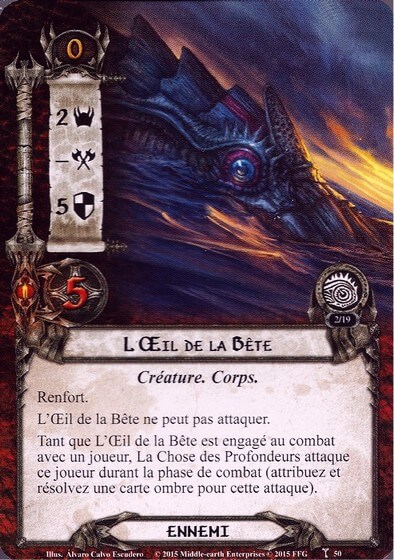 0
2
–
5
5
2/19
L'Œil de la Bête
Créature. Corps.
Renfort.
L'Œil de la Bête ne peut pas attaquer.
Tant que L'Œil de la Bête est engagé au combat
avec un joueur, La Chose des Profondeurs attaque
ce joueur durant la phase de combat (attribuez et
résolvez une carte ombre pour cette attaque).
ENNEMI
Illus. Álvaro Calvo Escudero © 2015 Middle-earth Enterprises © 2015 FFG 50